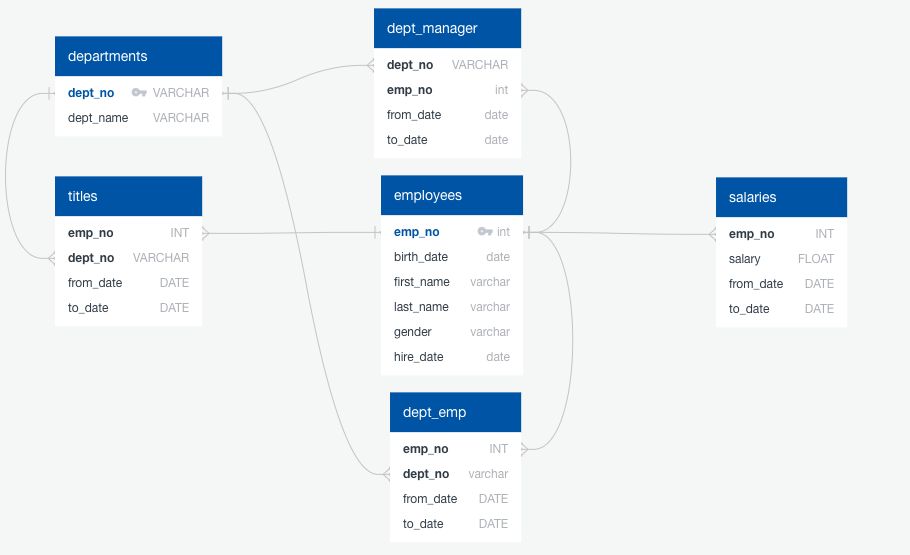 departments
dept_no VARCHAR
dept_name VARCHAR
dept_manager
dept_no VARCHAR
emp_no int
from_date date
to_date date
titles
emp_no INT
dept_no VARCHAR
from_date DATE
to_date DATE
employees
emp_no int
birth_date date
first_name varchar
last_name varchar
gender varchar
hire_date date
salaries
emp_no INT
salary FLOAT
from_date DATE
to_date DATE
dept_emp
emp_no INT
dept_no varchar
from_date DATE
to_date DATE